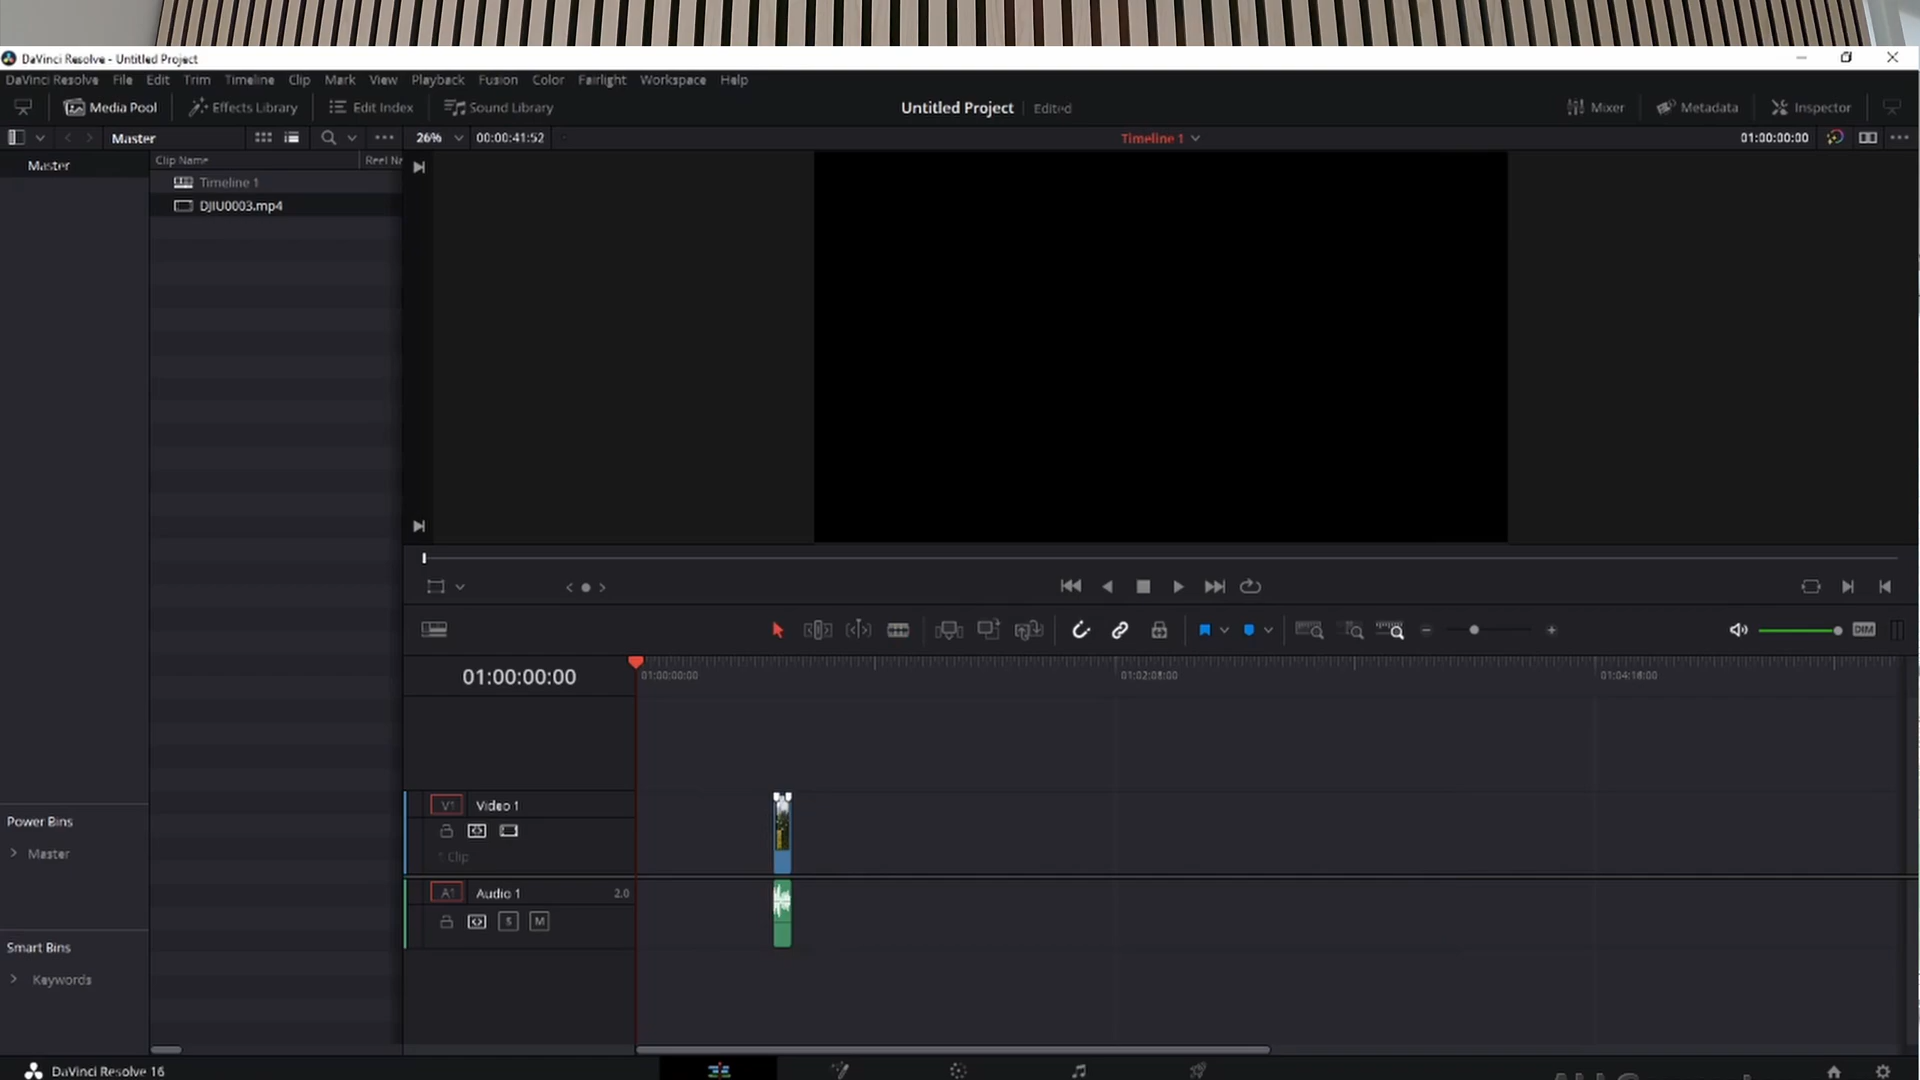 DaVinci Resolve - Untitled Project
DaVinci Resolve File Edit Trim Timeline Clip Mark View Playback Fusion Color Fairlight Workspace Help
Media Pool Effects Library Edit Index Sound Library Untitled Project Edited Mixer Metadata Inspector
Master 26% 00:00:41:52 Timeline 1 01:00:00:00
Master Clip Name Reel Na
Timeline 1
DJIU0003.mp4
DIM
01:00:00:00 01:00:00:00 01:02:08:00 01:04:16:00
V1 Video 1
Power Bins
Master 1 Clip
A1 Audio 1 2.0
S M
Smart Bins
Keywords
DaVinci Resolve 16